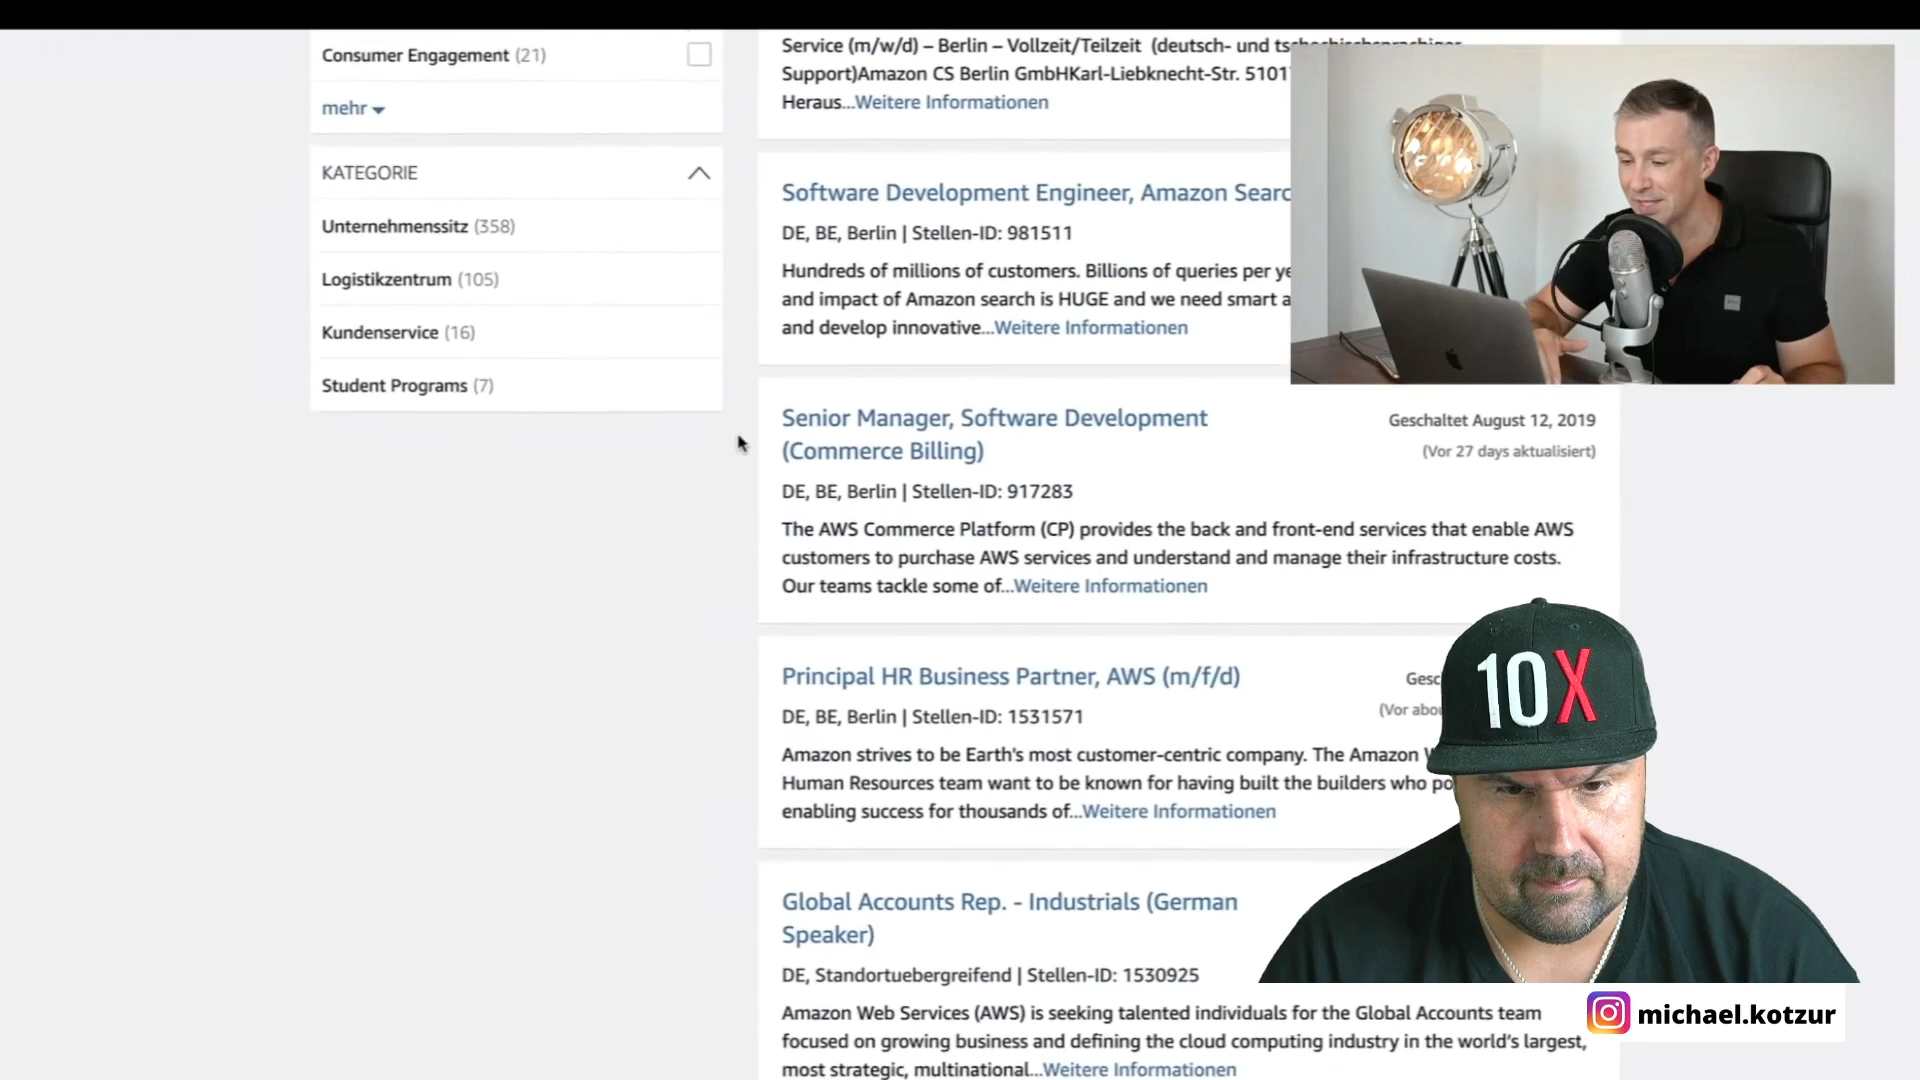 Consumer Engagement (21)
mehr
KATEGORIE
Unternehmenssitz (358)
Logistikzentrum (105)
Kundenservice (16)
Student Programs (7)
Service (m/w/d) – Berlin – Vollzeit/Teilzeit (deutsch- und tschechischsprachiger
Support)Amazon CS Berlin GmbHKarl-Liebknecht-Str. 5101
Heraus...Weitere Informationen
Software Development Engineer, Amazon Searc
DE, BE, Berlin | Stellen-ID: 981511
Hundreds of millions of customers. Billions of queries per ye
and impact of Amazon search is HUGE and we need smart a
and develop innovative...Weitere Informationen
Senior Manager, Software Development
(Commerce Billing)
Geschaltet August 12, 2019
(Vor 27 days aktualisiert)
DE, BE, Berlin | Stellen-ID: 917283
The AWS Commerce Platform (CP) provides the back and front-end services that enable AWS
customers to purchase AWS services and understand and manage their infrastructure costs.
Our teams tackle some of...Weitere Informationen
Principal HR Business Partner, AWS (m/f/d)
Gesc
(Vor abou
DE, BE, Berlin | Stellen-ID: 1531571
Amazon strives to be Earth's most customer-centric company. The Amazon W
Human Resources team want to be known for having built the builders who po
enabling success for thousands of...Weitere Informationen
Global Accounts Rep. - Industrials (German
Speaker)
DE, Standortuebergreifend | Stellen-ID: 1530925
Amazon Web Services (AWS) is seeking talented individuals for the Global Accounts team
focused on growing business and defining the cloud computing industry in the world's largest,
most strategic, multinational...Weitere Informationen
10X
michael.kotzur